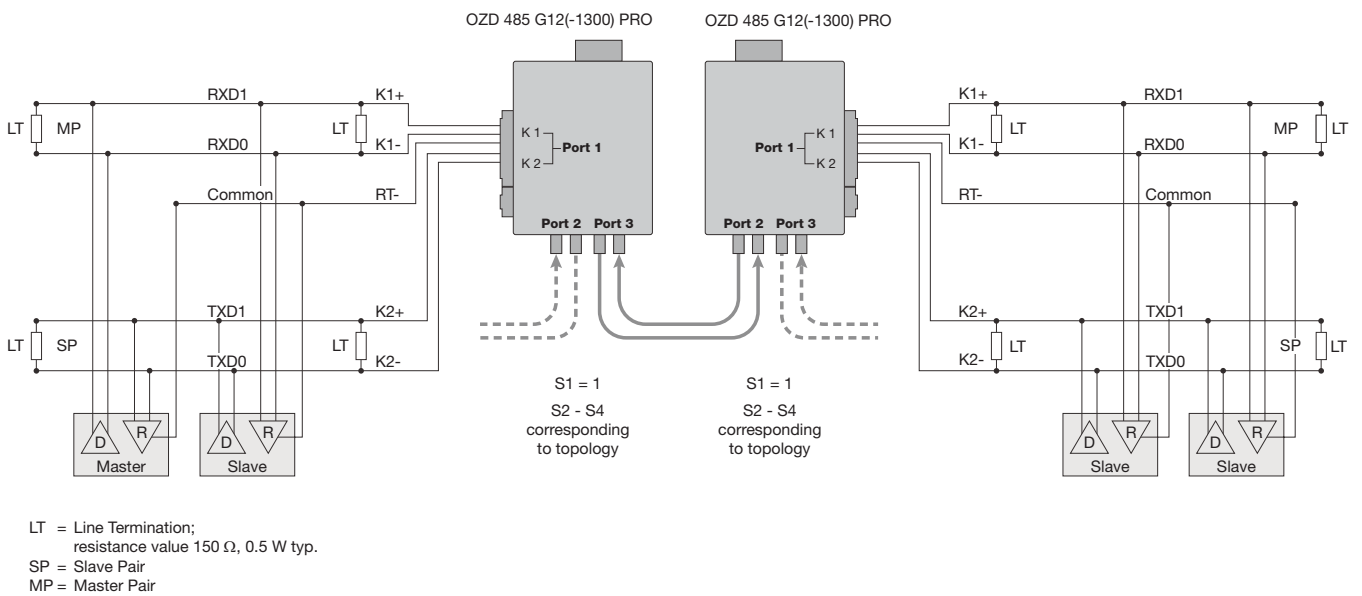 OZD 485 G12(-1300) PRO
OZD 485 G12(-1300) PRO
RXD1
K1+
LT
MP
LT
RXD0
K1-
Common
RT-
K 1
Port 1
K 2
Port 2
Port 3
TXD1
K2+
LT
SP
LT
TXD0
K2-
D
R
Master
D
R
Slave
S1 = 1
S2 - S4
corresponding
to topology
K 1
Port 1
K 2
Port 2
Port 3
K1+
RXD1
LT
MP
LT
K1-
RXD0
RT-
Common
K2+
TXD1
LT
SP
LT
K2-
TXD0
S1 = 1
S2 - S4
corresponding
to topology
D
R
Slave
D
R
Slave
LT = Line Termination;
resistance value 150 Ω, 0.5 W typ.
SP = Slave Pair
MP = Master Pair